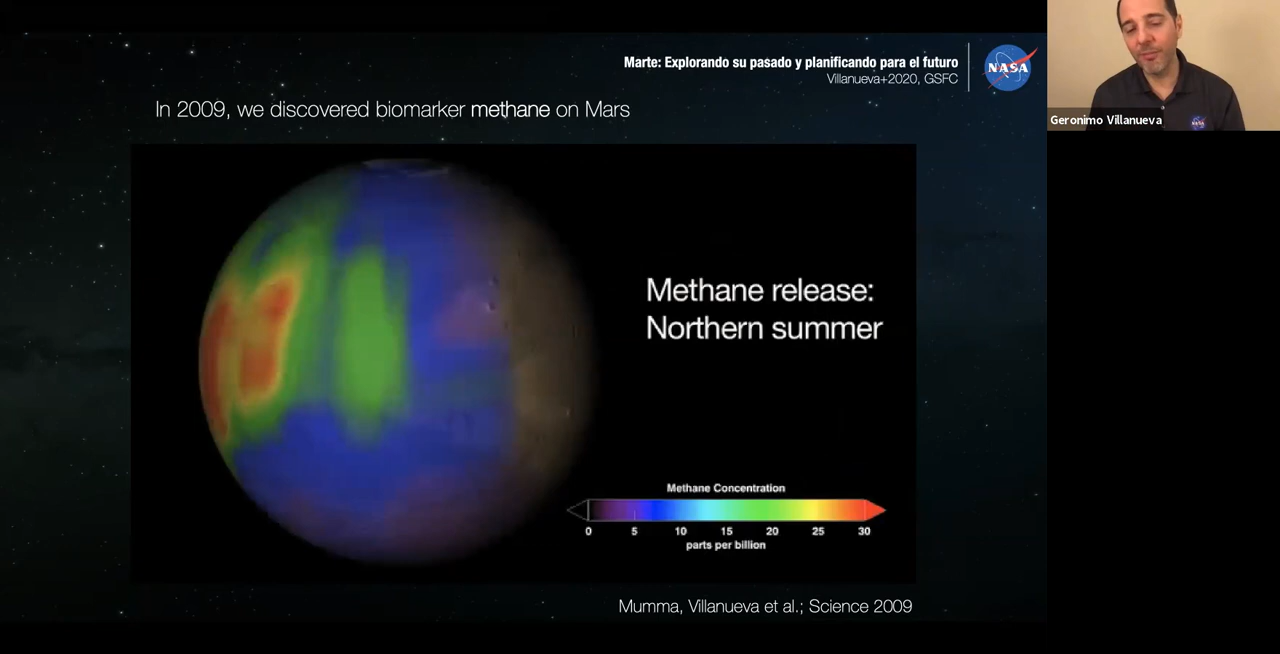 Marte: Explorando su pasado y planificando para el futuro
Villanueva+2020, GSFC
NASA
In 2009, we discovered biomarker methane on Mars
Geronimo Villanueva
NASA
Methane release:
Northern summer
Methane Concentration
0 5 10 15 20 25 30
parts per billion
Mumma, Villanueva et al.; Science 2009